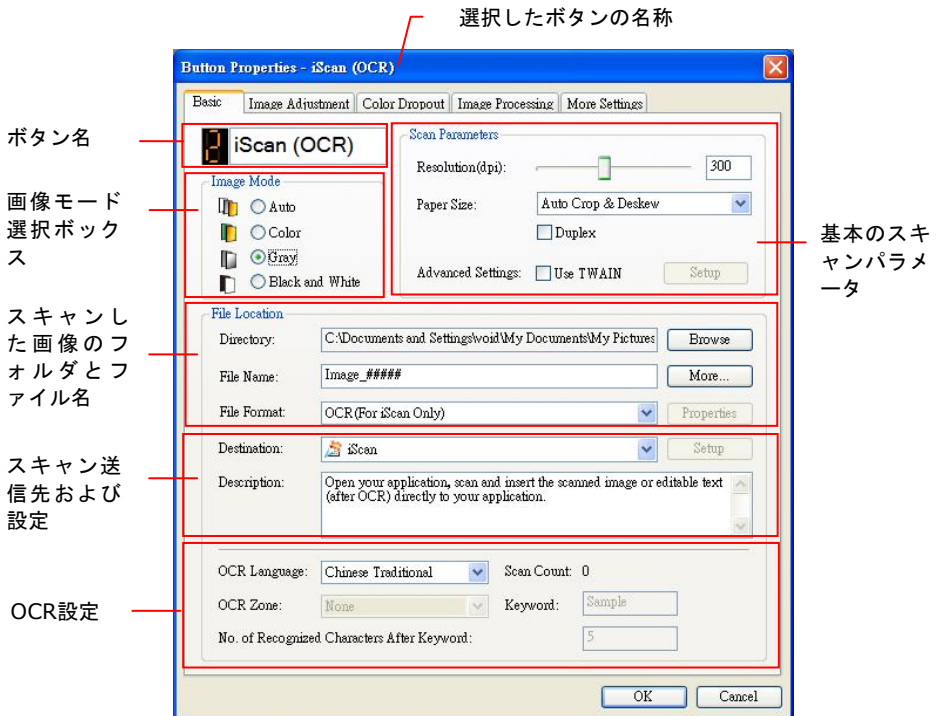 選択したボタンの名称
Button Properties - iScan (OCR)
Basic Image Adjustment Color Dropout Image Processing More Settings
ボタン名
2 iScan (OCR)
画像モード
選択ボック
ス
Image Mode
Auto
Color
Gray
Black and White
Scan Parameters
Resolution(dpi): 300
Paper Size: Auto Crop & Deskew
Duplex
Advanced Settings: Use TWAIN Setup
基本のスキ
ャンパラメ
ータ
スキャンし
た画像のフ
ォルダとフ
ァイル名
File Location
Directory: C:\Documents and Settings\void\My Documents\My Pictures Browse
File Name: Image_##### More...
File Format: OCR(For iScan Only) Properties
スキャン送
信先および
設定
Destination: iScan Setup
Description: Open your application, scan and insert the scanned image or editable text
(after OCR) directly to your application.
OCR設定
OCR Language: Chinese Traditional Scan Count: 0
OCR Zone: None Keyword: Sample
No. of Recognized Characters After Keyword: 5
OK Cancel